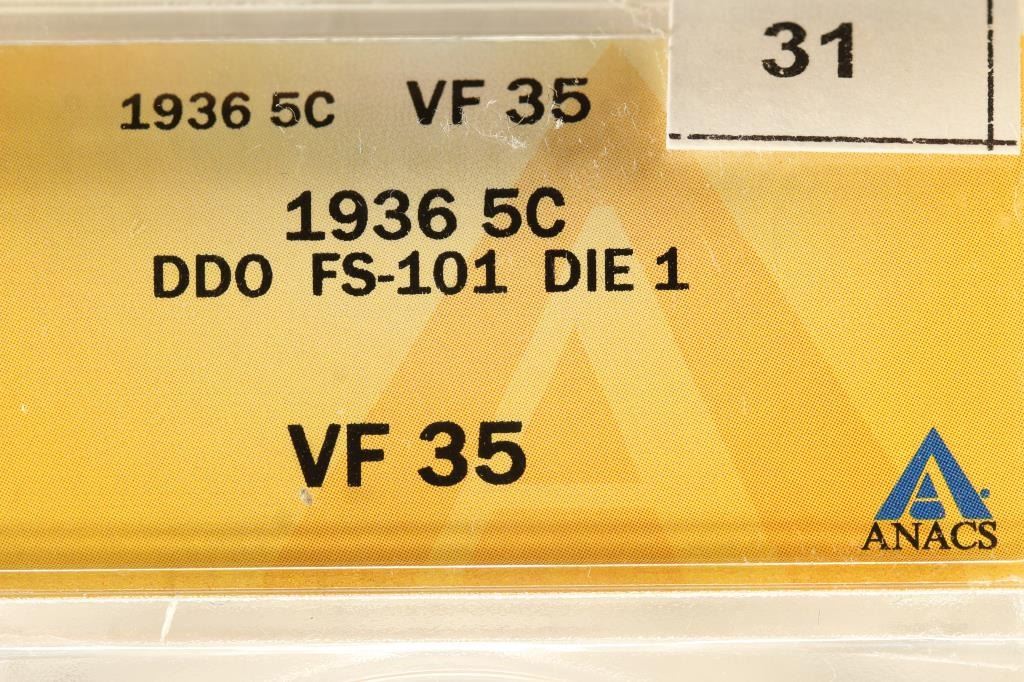 31
1936 5C VF 35
1936 5C
DDO FS-101 DIE 1
VF 35
ANACS